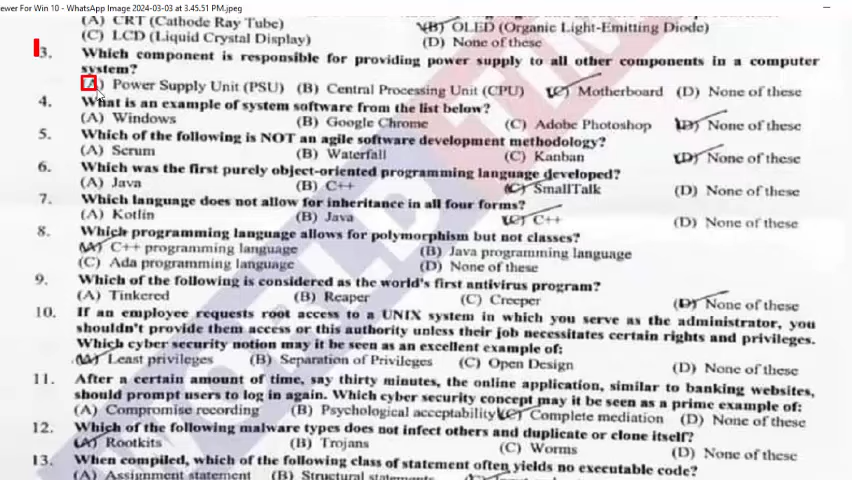 ewer For Win 10 - WhatsApp Image 2024-03-03 at 3.45.51 PM.jpeg
(A) CRT (Cathode Ray Tube) (B) OLED (Organic Light-Emitting Diode)
(C) LCD (Liquid Crystal Display) (D) None of these
3. Which component is responsible for providing power supply to all other components in a computer
system?
(A) Power Supply Unit (PSU) (B) Central Processing Unit (CPU) (C) Motherboard (D) None of these
4. What is an example of system software from the list below?
(A) Windows (B) Google Chrome (C) Adobe Photoshop (D) None of these
5. Which of the following is NOT an agile software development methodology?
(A) Scrum (B) Waterfall (C) Kanban (D) None of these
6. Which was the first purely object-oriented programming language developed?
(A) Java (B) C++ (C) SmallTalk (D) None of these
7. Which language does not allow for inheritance in all four forms?
(A) Kotlin (B) Java (C) C++ (D) None of these
8. Which programming language allows for polymorphism but not classes?
(A) C++ programming language (B) Java programming language
(C) Ada programming language (D) None of these
9. Which of the following is considered as the world's first antivirus program?
(A) Tinkered (B) Reaper (C) Creeper (D) None of these
10. If an employee requests root access to a UNIX system in which you serve as the administrator, you
shouldn't provide them access or this authority unless their job necessitates certain rights and privileges.
Which cyber security notion may it be seen as an excellent example of:
(A) Least privileges (B) Separation of Privileges (C) Open Design (D) None of these
11. After a certain amount of time, say thirty minutes, the online application, similar to banking websites,
should prompt users to log in again. Which cyber security concept may it be seen as a prime example of:
(A) Compromise recording (B) Psychological acceptability (C) Complete mediation (D) None of these
12. Which of the following malware types does not infect others and duplicate or clone itself?
(A) Rootkits (B) Trojans (C) Worms (D) None of these
13. When compiled, which of the following class of statement often yields no executable code?
(A) Assignment statement (B) Structural statements